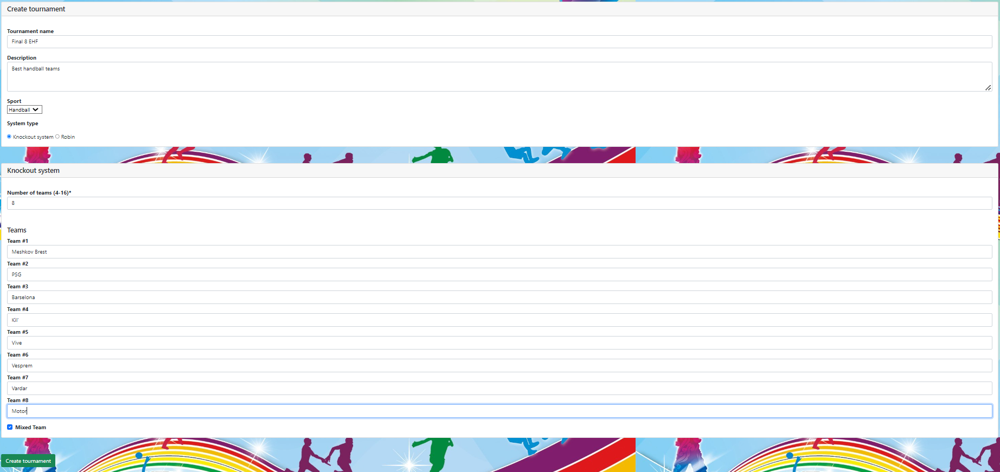 Create tournament
Tournament name
Final 8 EHF
Description
Best handball teams
Sport
Handball
System type
Knockout system Robin
Knockout system
Number of teams (4-16)*
8
Teams
Team #1
Meshkov Brest
Team #2
PSG
Team #3
Barselona
Team #4
Kil'
Team #5
Vive
Team #6
Vesprem
Team #7
Vardar
Team #8
Motor
Mixed Team
Create tournament